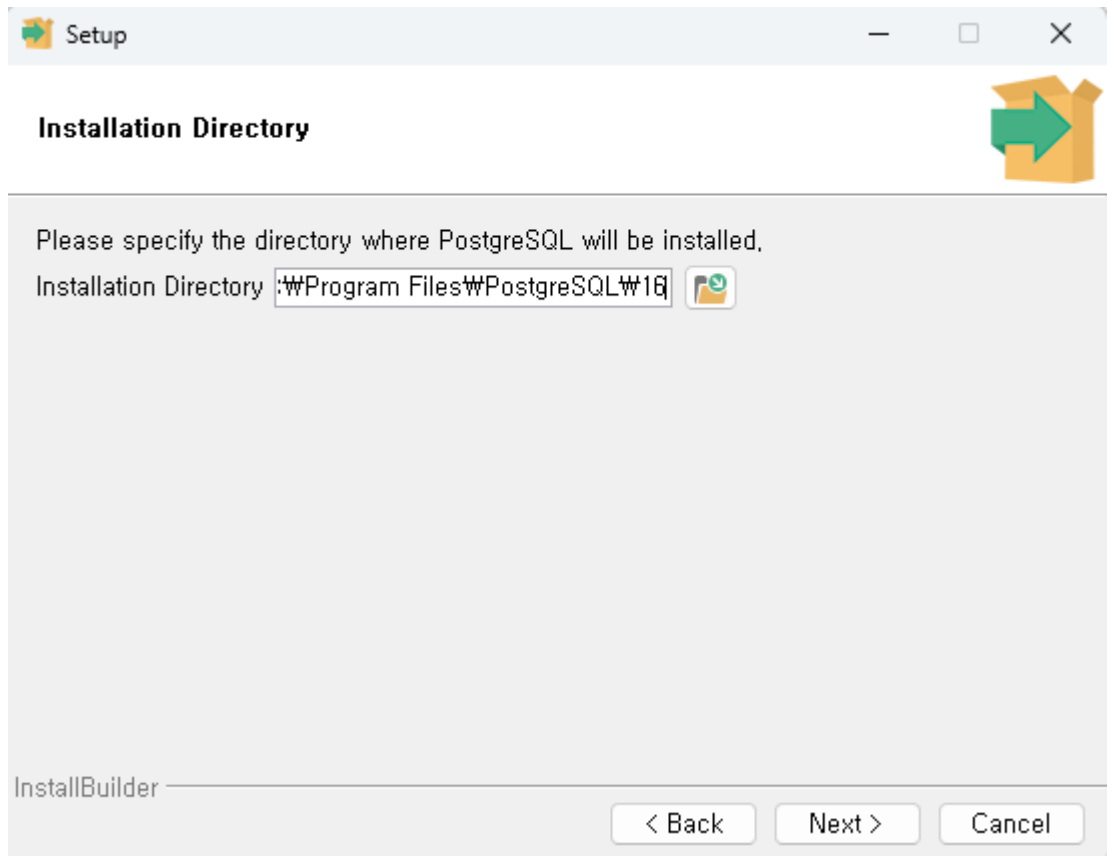 Setup
Installation Directory
Please specify the directory where PostgreSQL will be installed,
Installation Directory :₩Program Files₩PostgreSQL₩16
InstallBuilder
< Back Next > Cancel